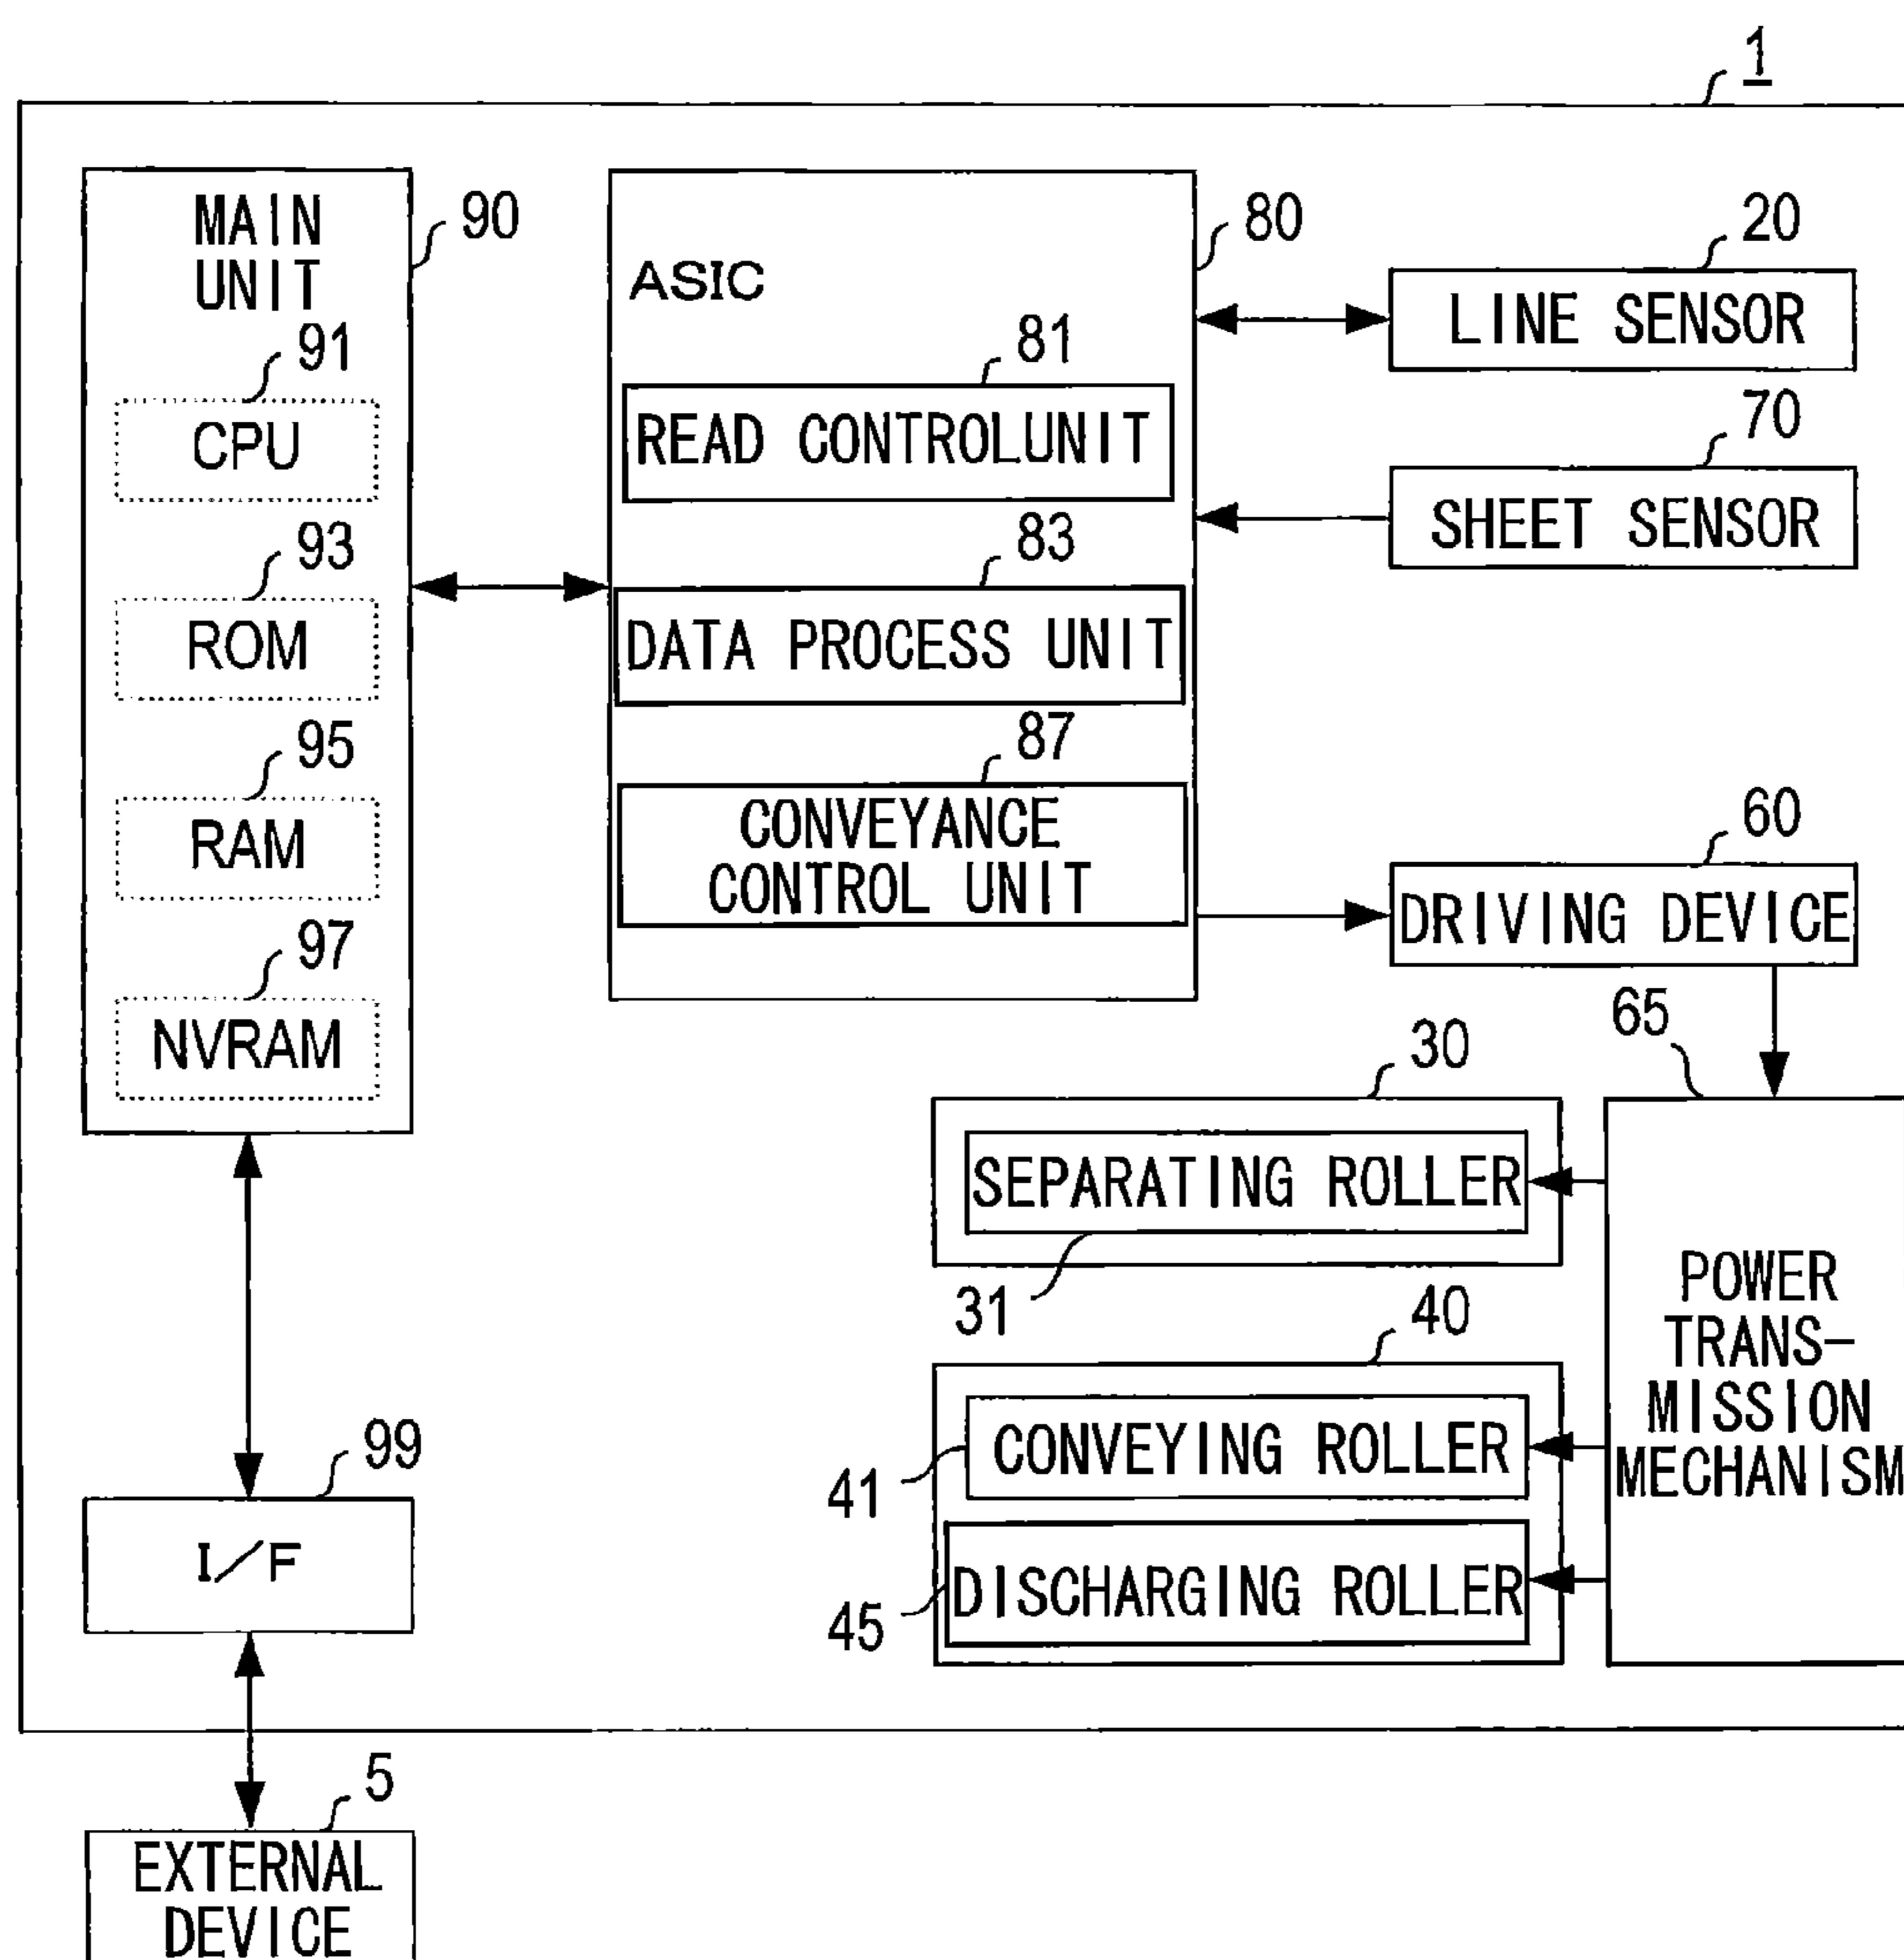 1
MAIN
UNIT
90
91
CPU
93
ROM
95
RAM
97
NVRAM
ASIC
80
81
READ CONTROLUNIT
83
DATA PROCESS UNIT
87
CONVEYANCE
CONTROL UNIT
20
LINE SENSOR
70
SHEET SENSOR
60
DRIVING DEVICE
65
POWER
TRANS-
MISSION
MECHANISM
30
SEPARATING ROLLER
31
40
CONVEYING ROLLER
41
DISCHARGING ROLLER
45
99
I/F
5
EXTERNAL
DEVICE